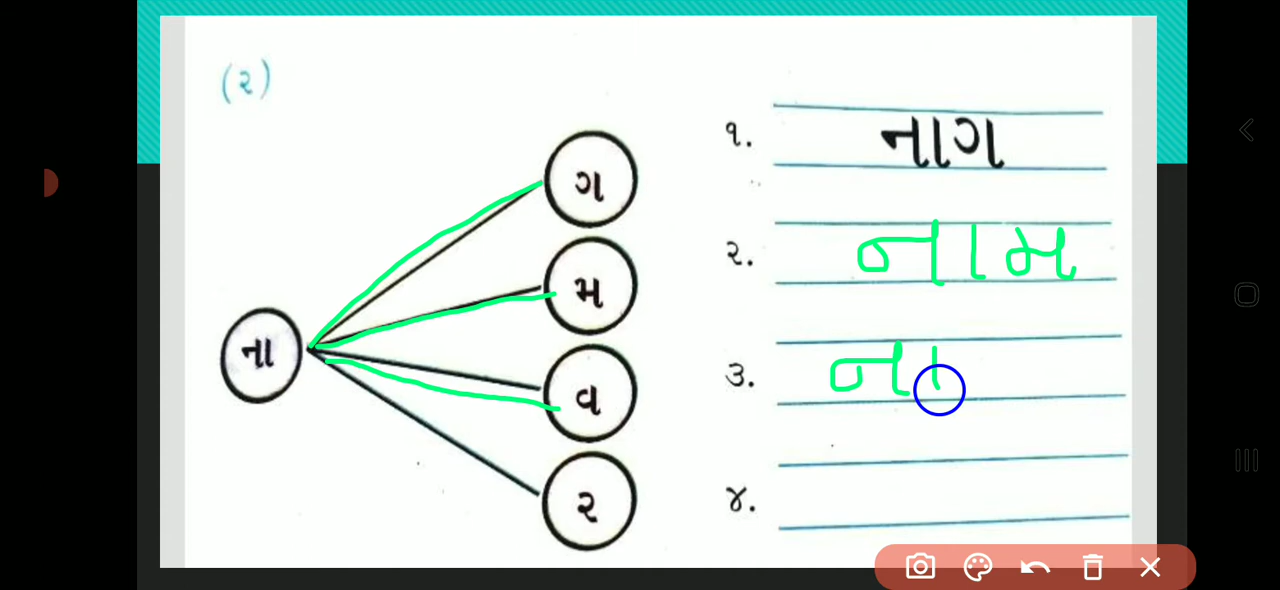 (૨)
ના
ગ
મ
વ
ર
૧. નાગ
૨. નામ
૩. ના
૪.